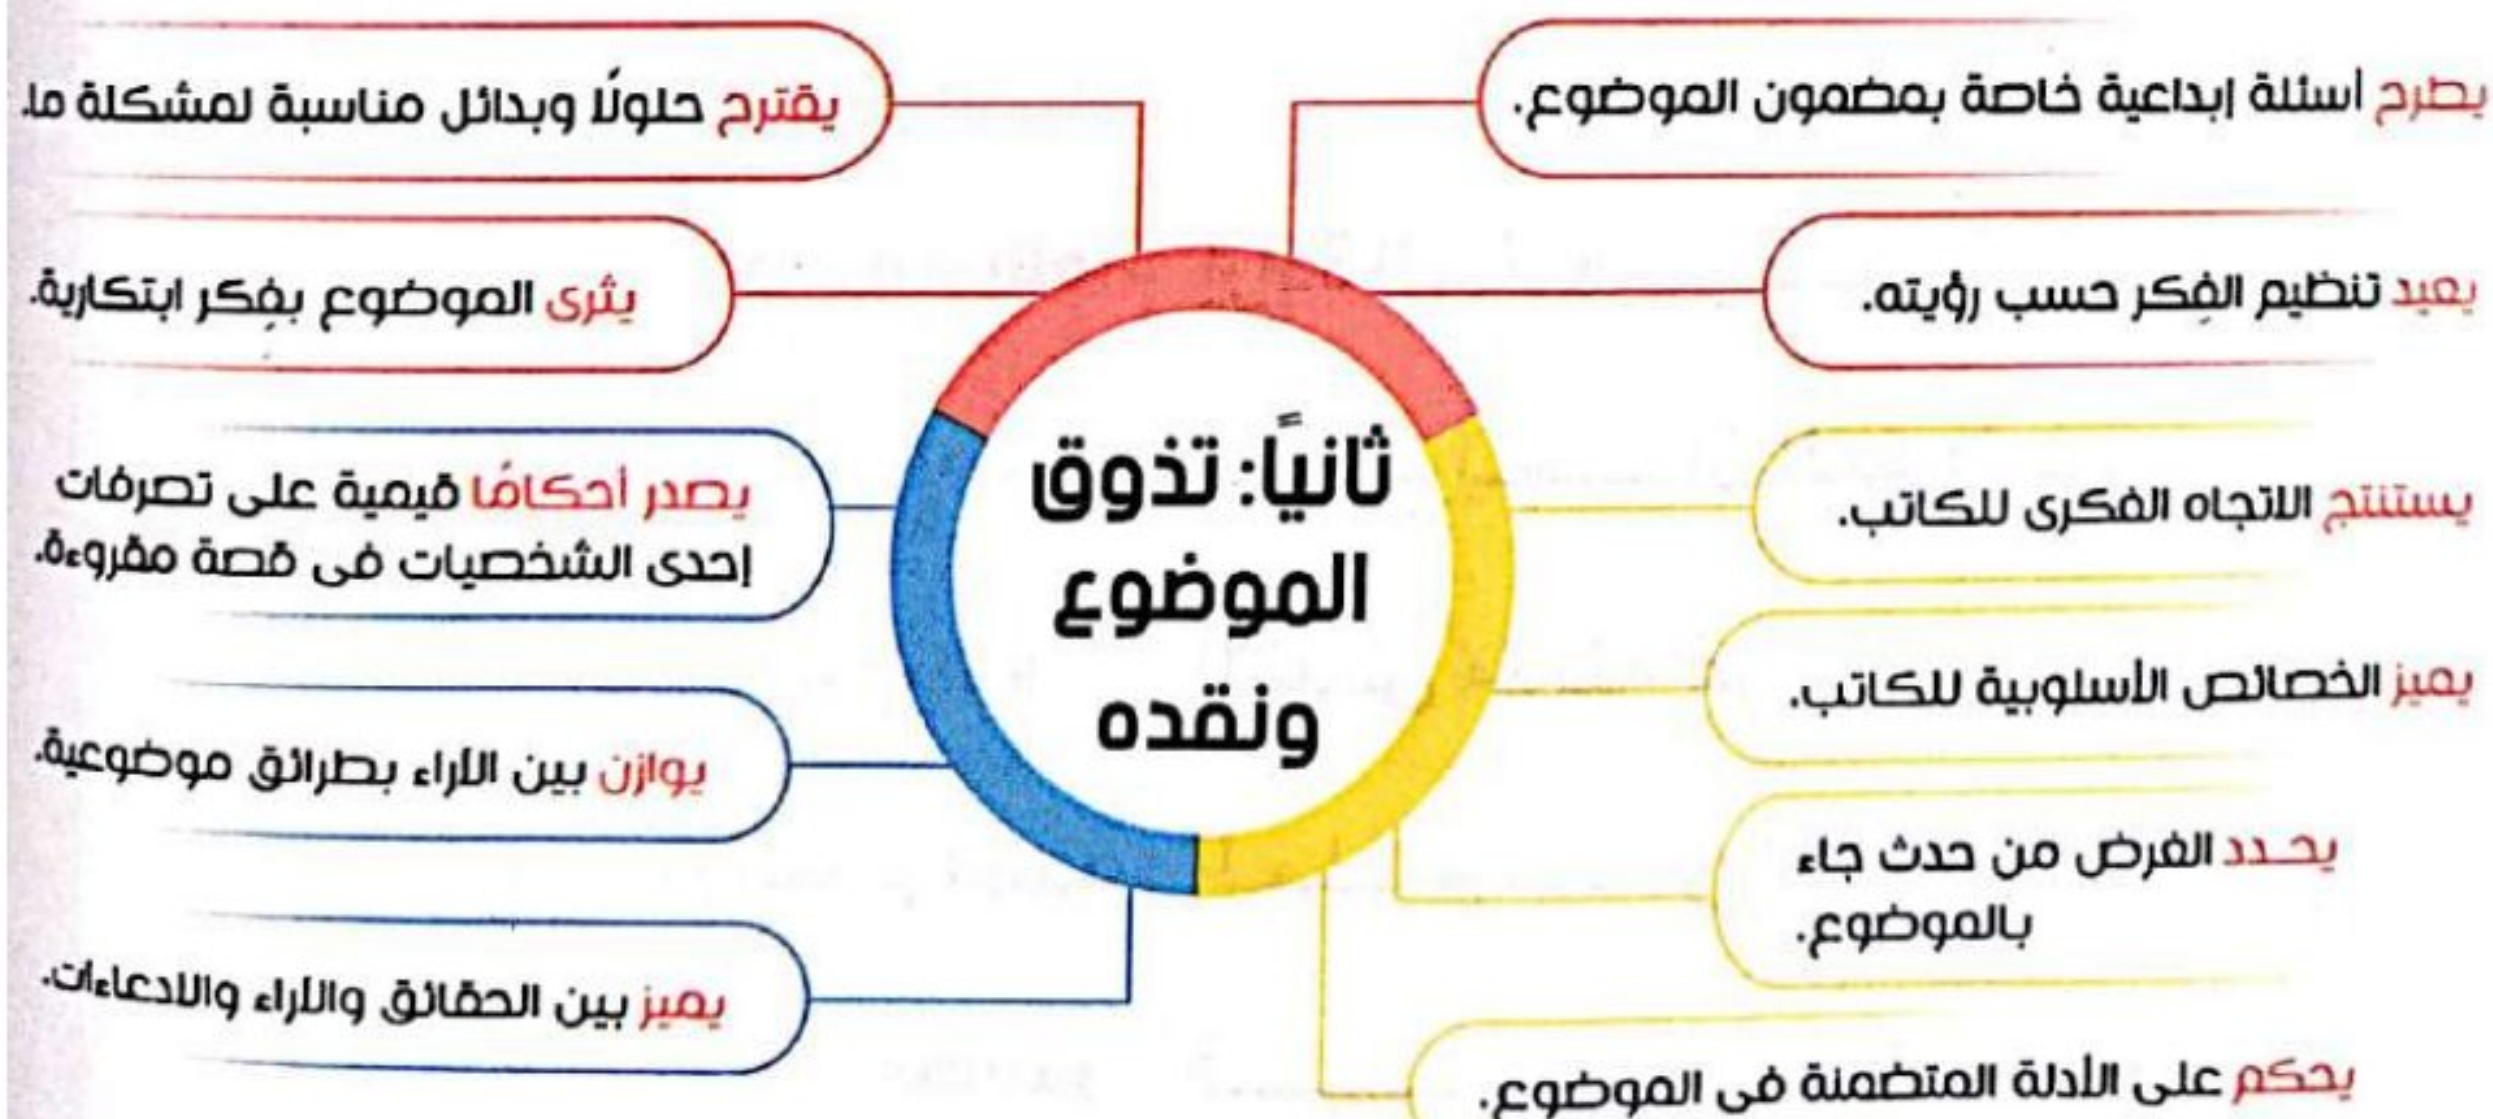 يطرح أسئلة إبداعية خاصة بمضمون الموضوع.
يعيد تنظيم الفِكر حسب رؤيته.
يستنتج الاتجاه الفكرى للكاتب.
يميز الخصائص الأسلوبية للكاتب.
يحـدد الغرض من حدث جاء
بالموضوع.
يحكم على الأدلة المتضمنة فى الموضوع.
ثانيًا: تذوق
الموضوع
ونقده
يقترح حلولًا وبدائل مناسبة لمشكلة ما.
يثرى الموضوع بفِكر ابتكارية.
يصدر أحكامًا قيمية على تصرفات
إحدى الشخصيات فى قصة مقروءة.
يوازن بين الآراء بطرائق موضوعية.
يميز بين الحقائق والآراء والادعاءات.